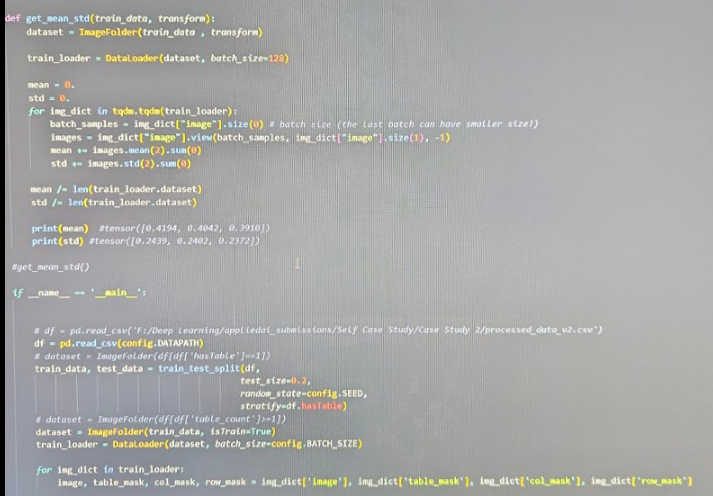 def get_mean_std(train_data, transform):
dataset = ImageFolder(train_data , transform)
train_loader = DataLoader(dataset, batch_size=128)
mean = 0.
std = 0.
for img_dict in tqdm.tqdm(train_loader):
batch_samples = img_dict["image"].size(0) # batch size (the last batch can have smaller size!)
images = img_dict["image"].view(batch_samples, img_dict["image"].size(1), -1)
mean += images.mean(2).sum(0)
std += images.std(2).sum(0)
mean /= len(train_loader.dataset)
std /= len(train_loader.dataset)
print(mean) #tensor([0.4194, 0.4042, 0.3910])
print(std) #tensor([0.2439, 0.2402, 0.2372])
#get_mean_std()
if __name__ == '__main__':
# df = pd.read_csv('F:/Deep Learning/appliedai_submissions/Self Case Study/Case Study 2/processed_data_v2.csv')
df = pd.read_csv(config.DATAPATH)
# dataset = ImageFolder(df[df['hasTable']==1])
train_data, test_data = train_test_split(df,
test_size=0.2,
random_state=config.SEED,
stratify=df.hasTable)
# dataset = ImageFolder(df[df['table_count']>=1])
dataset = ImageFolder(train_data, isTrain=True)
train_loader = DataLoader(dataset, batch_size=config.BATCH_SIZE)
for img_dict in train_loader:
image, table_mask, col_mask, row_mask = img_dict['image'], img_dict['table_mask'], img_dict['col_mask'], img_dict['row_mask']